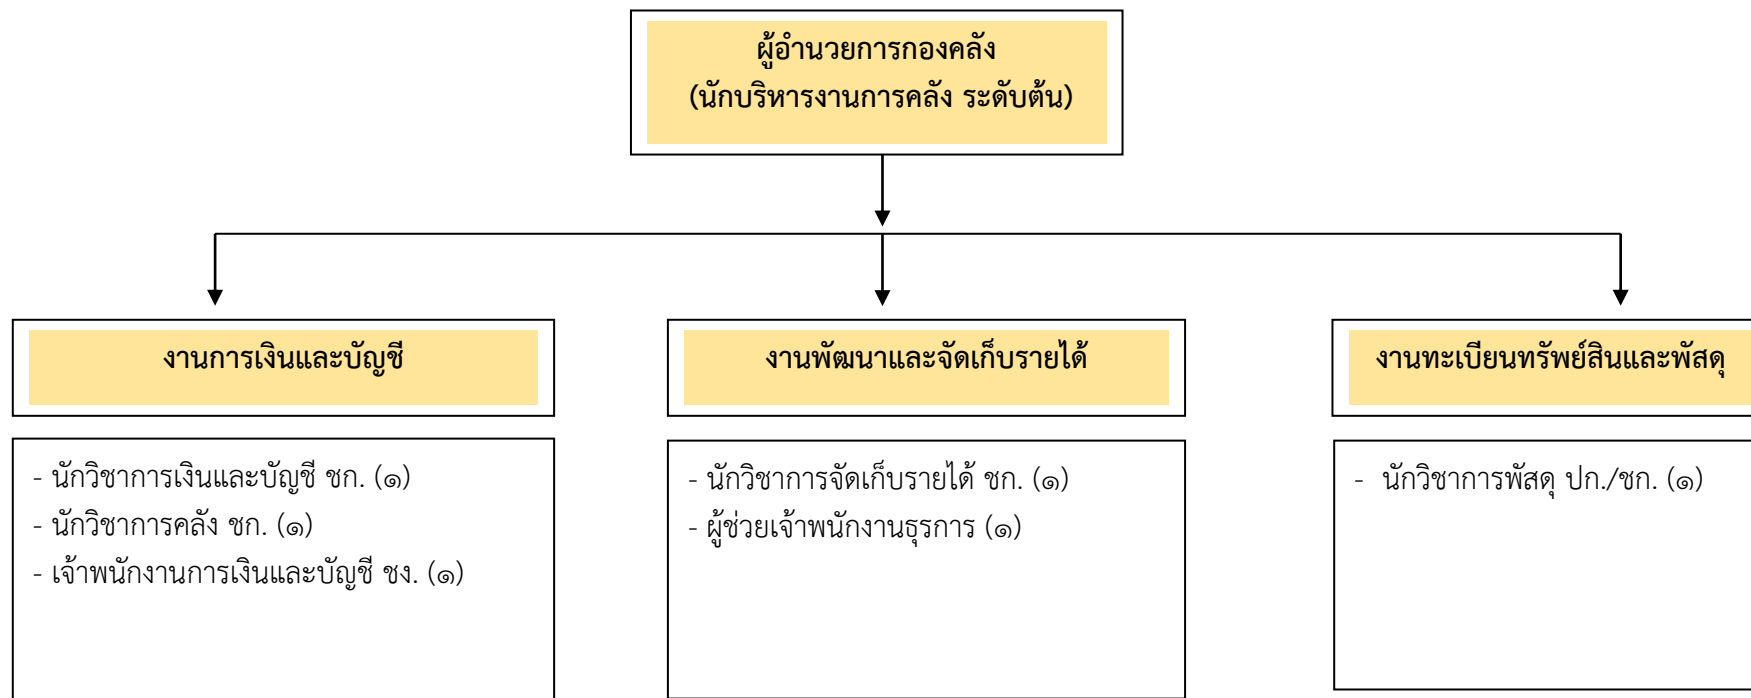 ผู้อำนวยการกองคลัง
(นักบริหารงานการคลัง ระดับต้น)
งานการเงินและบัญชี
- นักวิชาการเงินและบัญชี ชก. (๑)
- นักวิชาการคลัง ชก. (๑)
- เจ้าพนักงานการเงินและบัญชี ชง. (๑)
งานพัฒนาและจัดเก็บรายได้
- นักวิชาการจัดเก็บรายได้ ชก. (๑)
- ผู้ช่วยเจ้าพนักงานธุรการ (๑)
งานทะเบียนทรัพย์สินและพัสดุ
- นักวิชาการพัสดุ ปก./ชก. (๑)